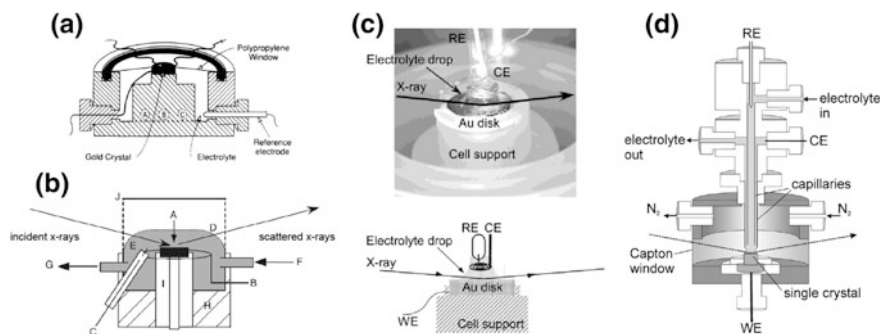 (a)
Polypropylene
Window
A
B
C
Gold Crystal
Electrolyte
Reference
electrode
(b)
J
A
D
incident x-rays
scattered x-rays
E
G
F
I
B
H
C
(c)
RE
Electrolyte drop
CE
X-ray
Au disk
Cell support
RE CE
Electrolyte drop
X-ray
Au disk
WE
Cell support
(d)
RE
electrolyte
in
electrolyte
out
CE
capillaries
N₂
N₂
Capton
window
single crystal
WE